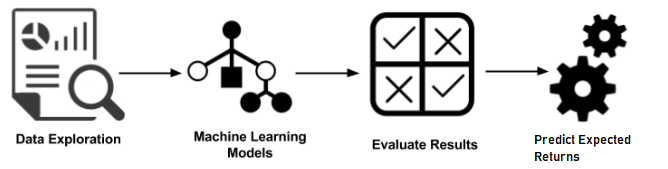 Data Exploration
Machine Learning
Models
Evaluate Results
Predict Expected
Returns